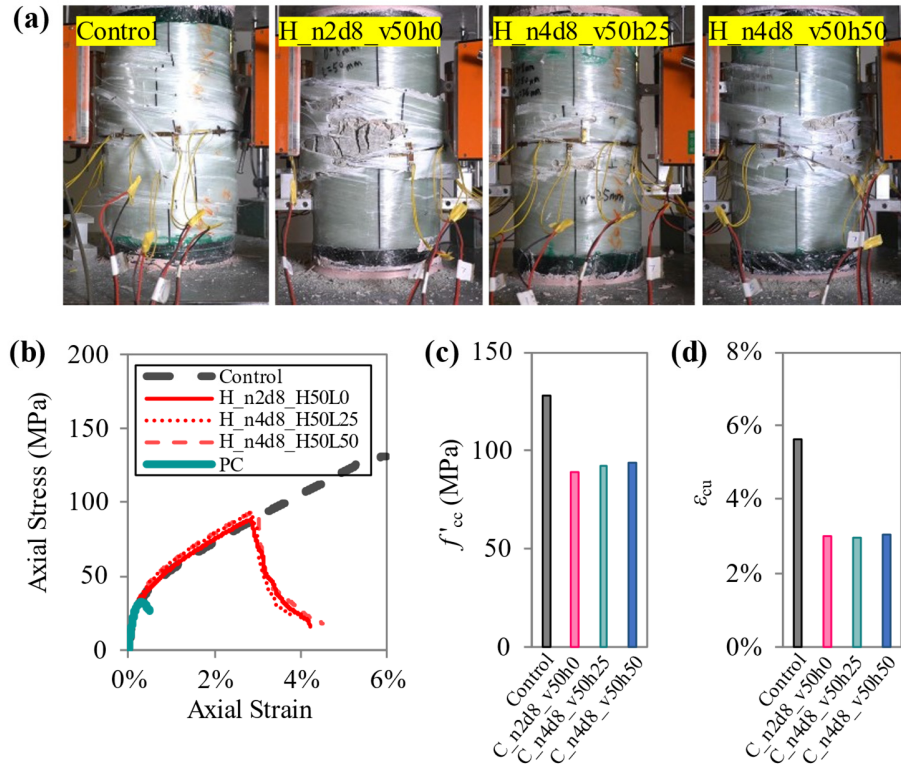 (a)
Control
H_n2d8_v50h0
H_n4d8_v50h25
H_n4d8_v50h50
(b)
200
150
100
50
0
Axial Stress (MPa)
Control
H_n2d8_H50L0
H_n4d8_H50L25
H_n4d8_H50L50
PC
0%
2%
4%
6%
Axial Strain
(c)
150
100
50
0
f'cc (MPa)
Control
C_n2d8_v50h0
C_n4d8_v50h25
C_n4d8_v50h50
(d)
8%
6%
4%
2%
0%
εcu
Control
C_n2d8_v50h0
C_n4d8_v50h25
C_n4d8_v50h50